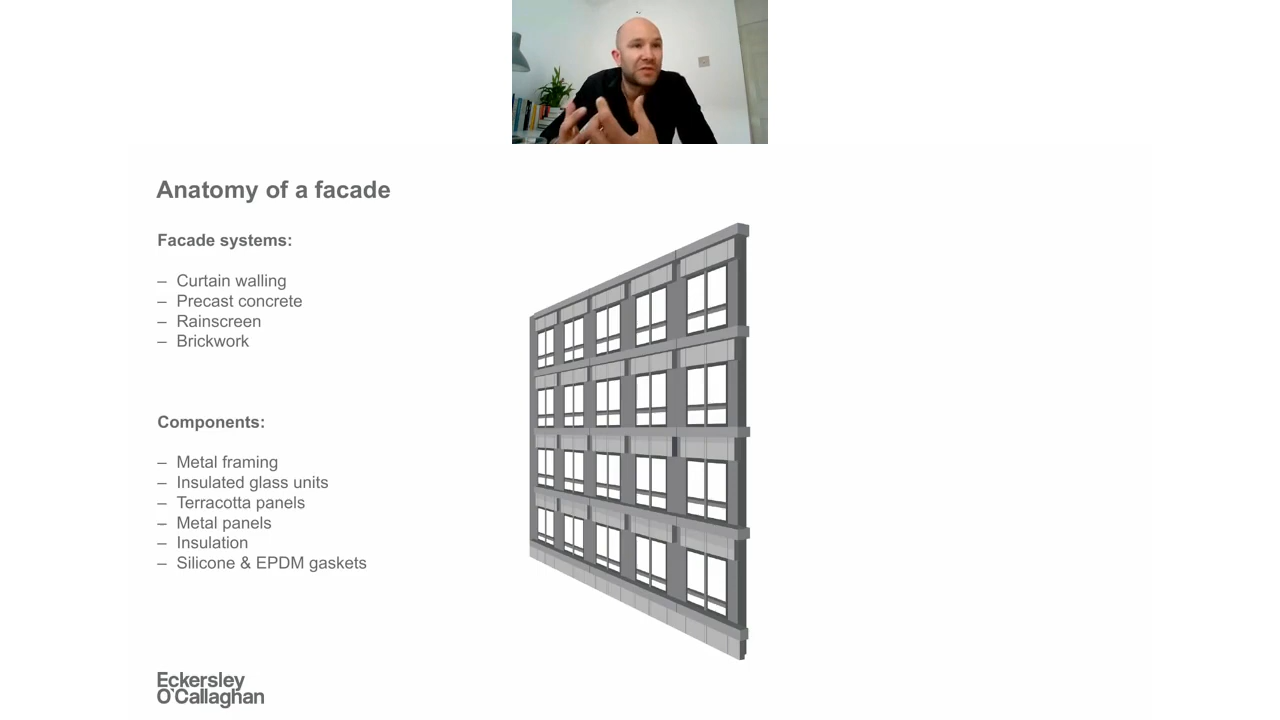 Anatomy of a facade
Facade systems:
– Curtain walling
– Precast concrete
– Rainscreen
– Brickwork
Components:
– Metal framing
– Insulated glass units
– Terracotta panels
– Metal panels
– Insulation
– Silicone & EPDM gaskets
Eckersley
O'Callaghan